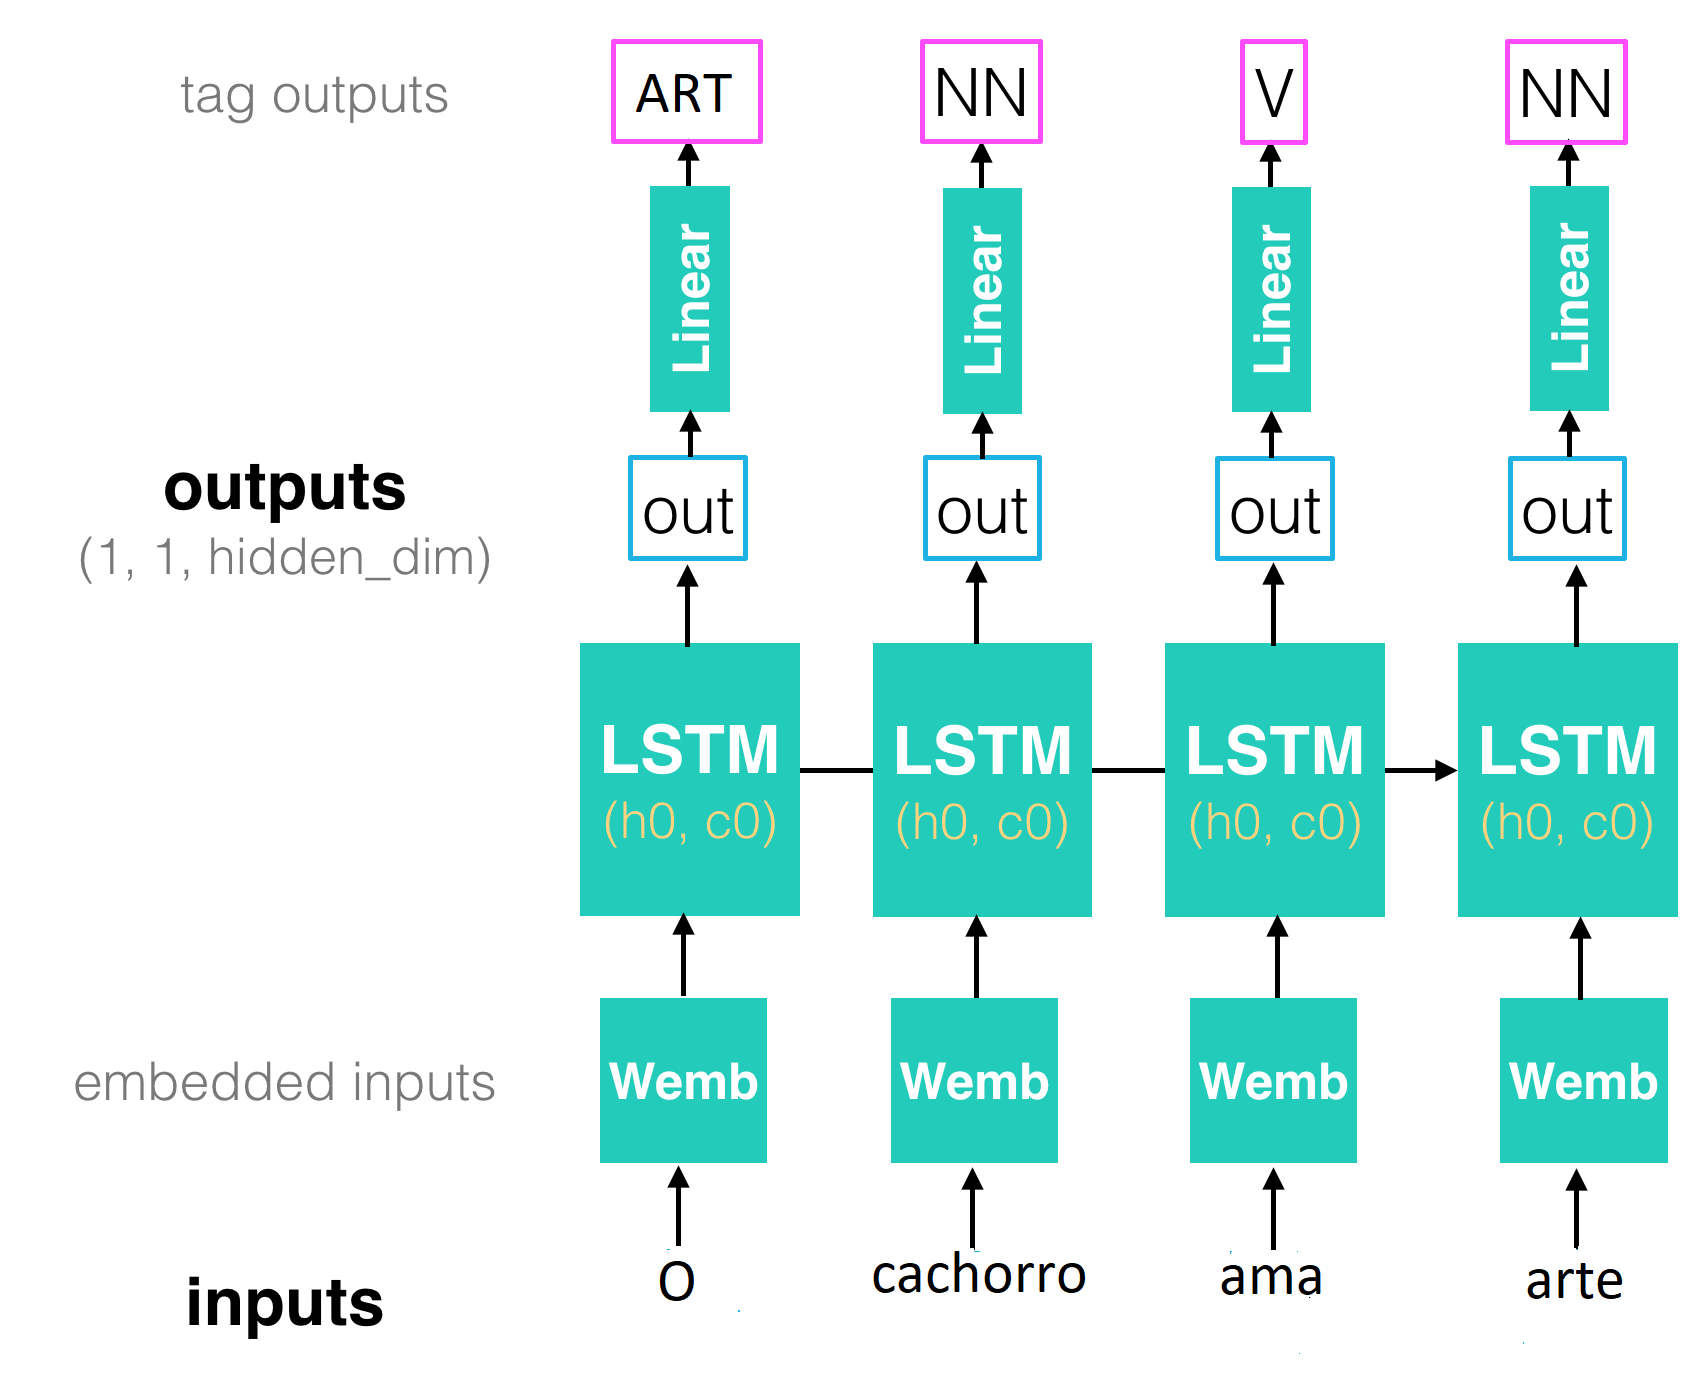 tag outputs
ART NN V NN
Linear Linear Linear Linear
outputs
(1, 1, hidden_dim)
out out out out
LSTM LSTM LSTM LSTM
(h0, c0) (h0, c0) (h0, c0) (h0, c0)
embedded inputs
Wemb Wemb Wemb Wemb
inputs
O cachorro ama arte